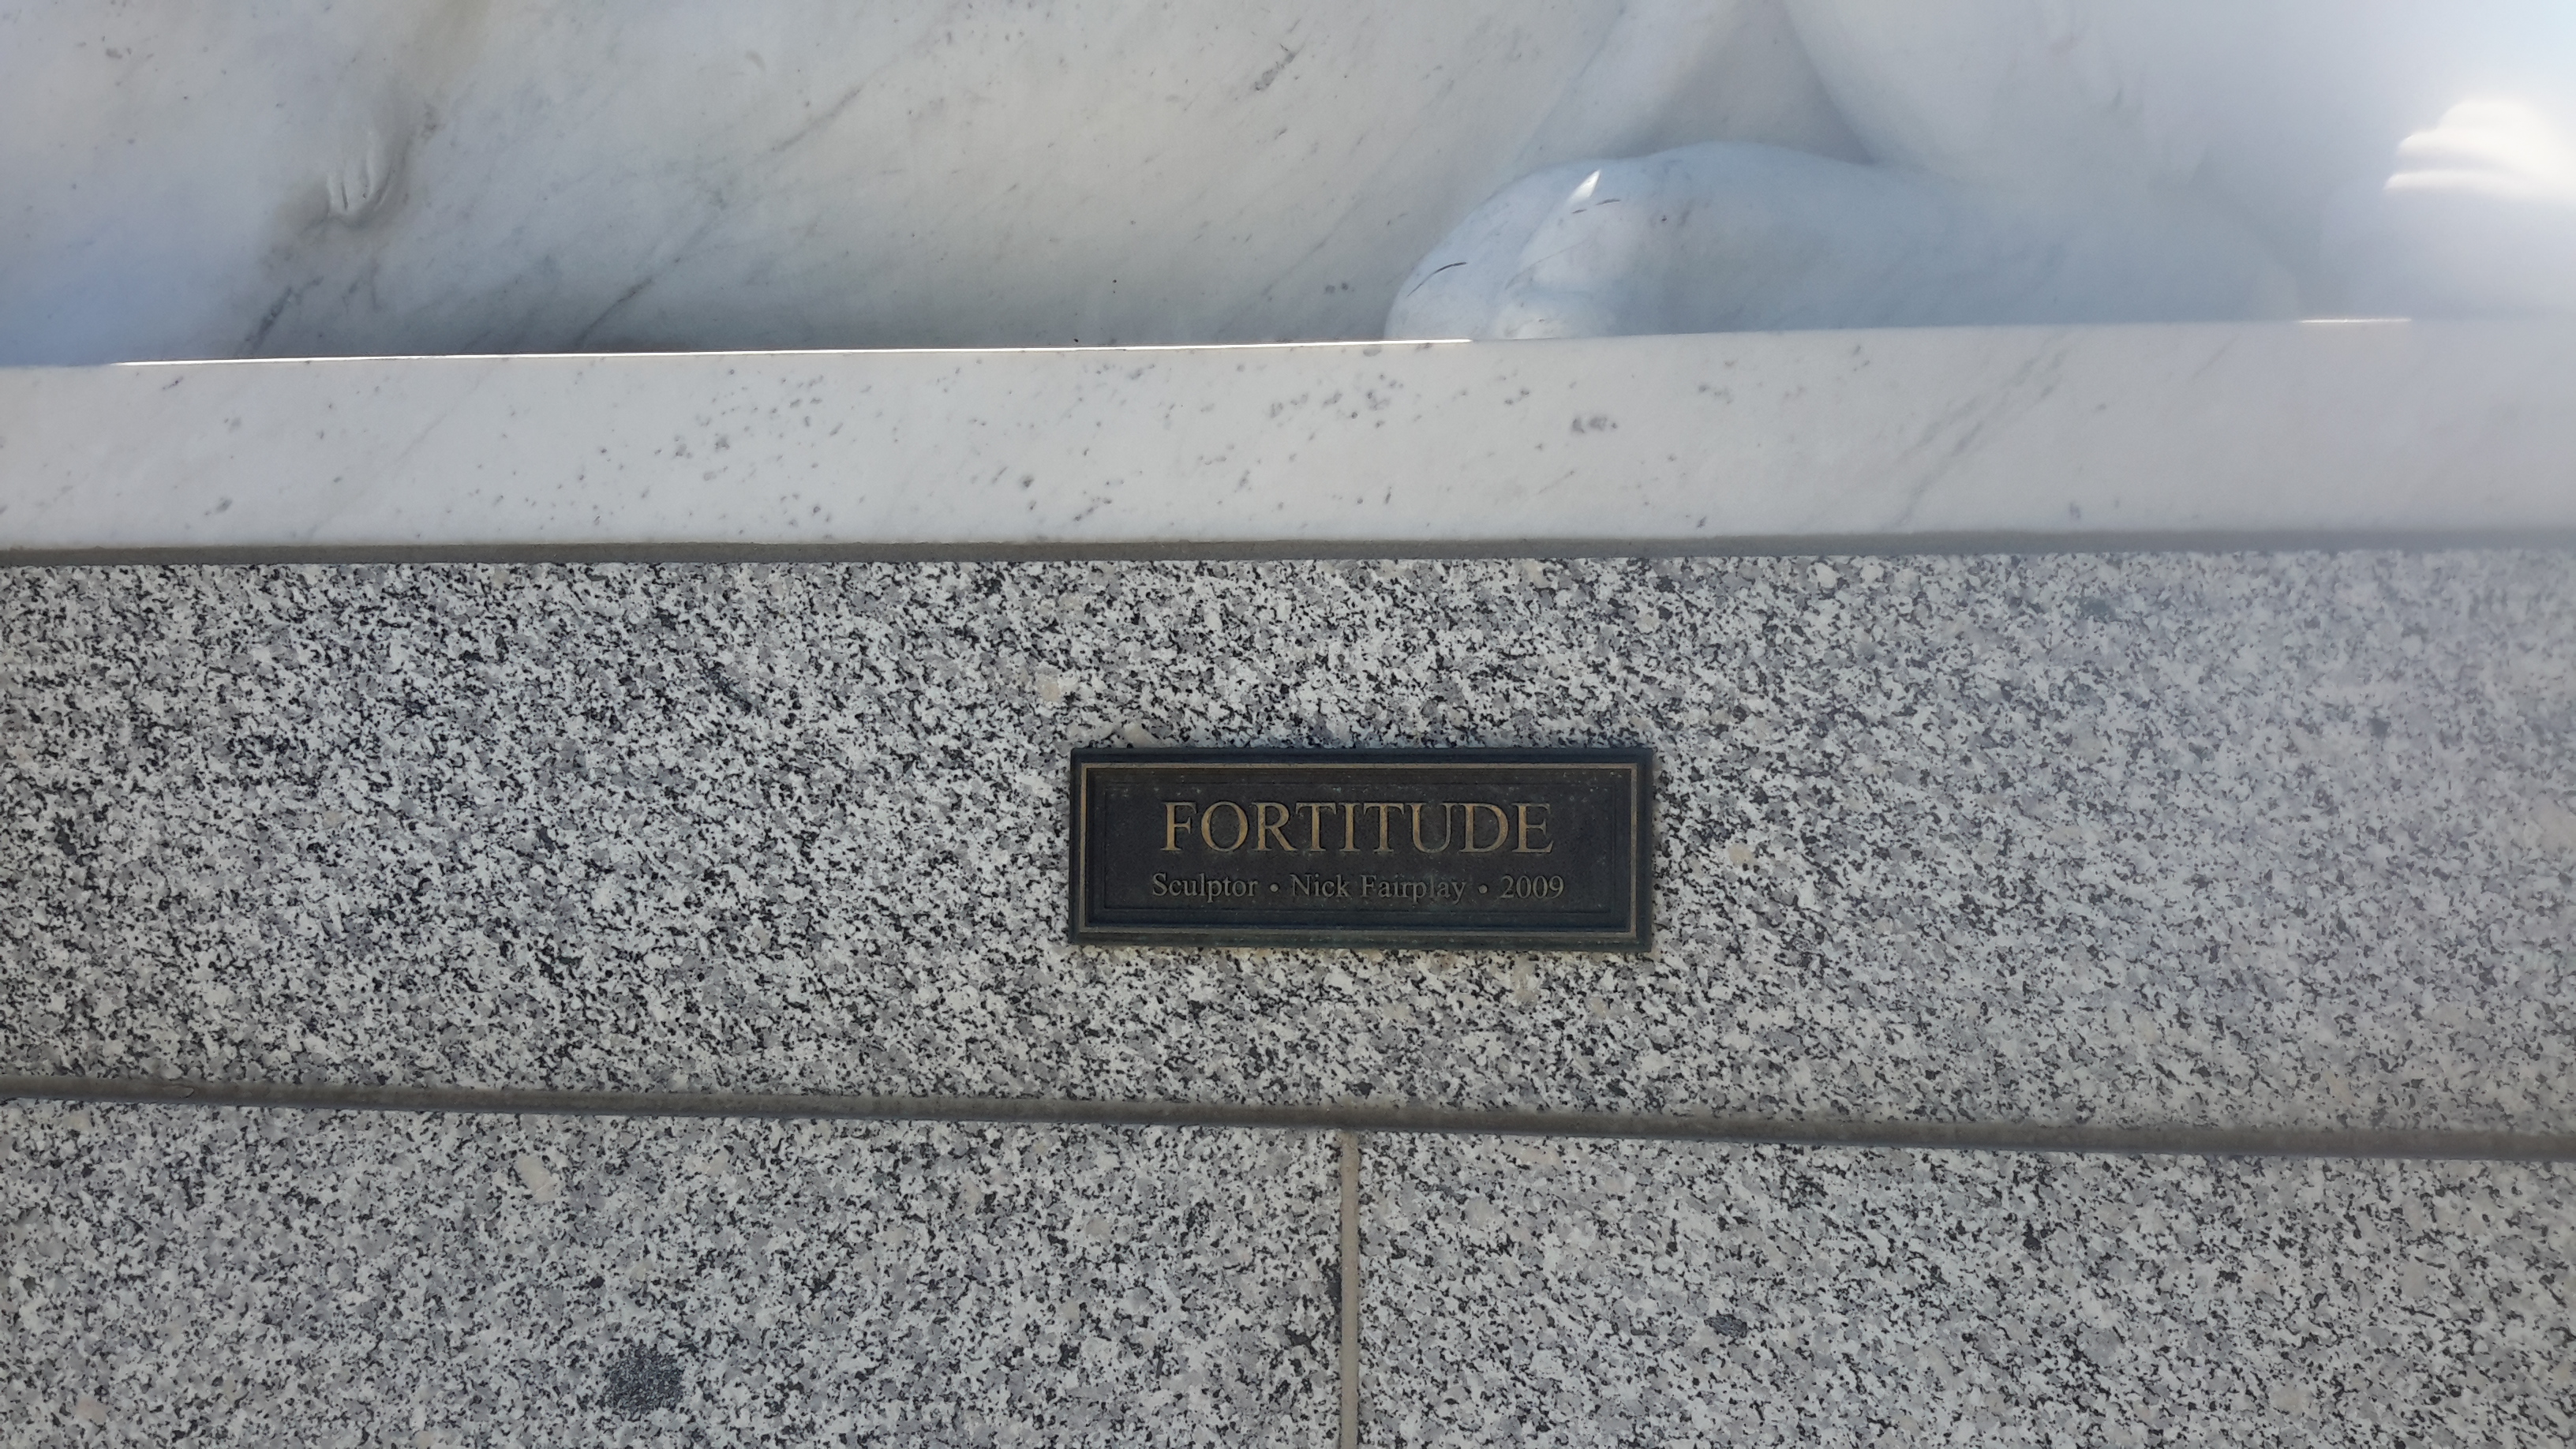 FORTITUDE
Sculptor • Nick Fairplay • 2009